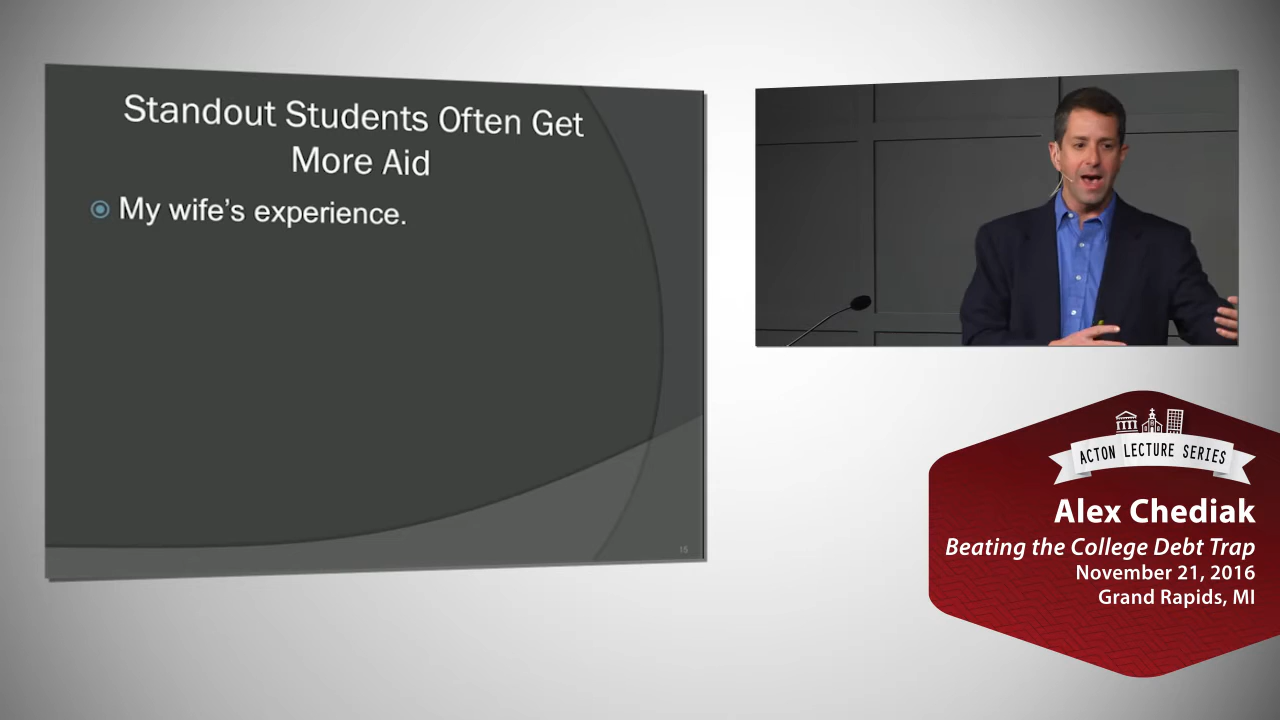 Standout Students Often Get
More Aid
My wife’s experience.
15
ACTON LECTURE SERIES
Alex Chediak
Beating the College Debt Trap
November 21, 2016
Grand Rapids, MI